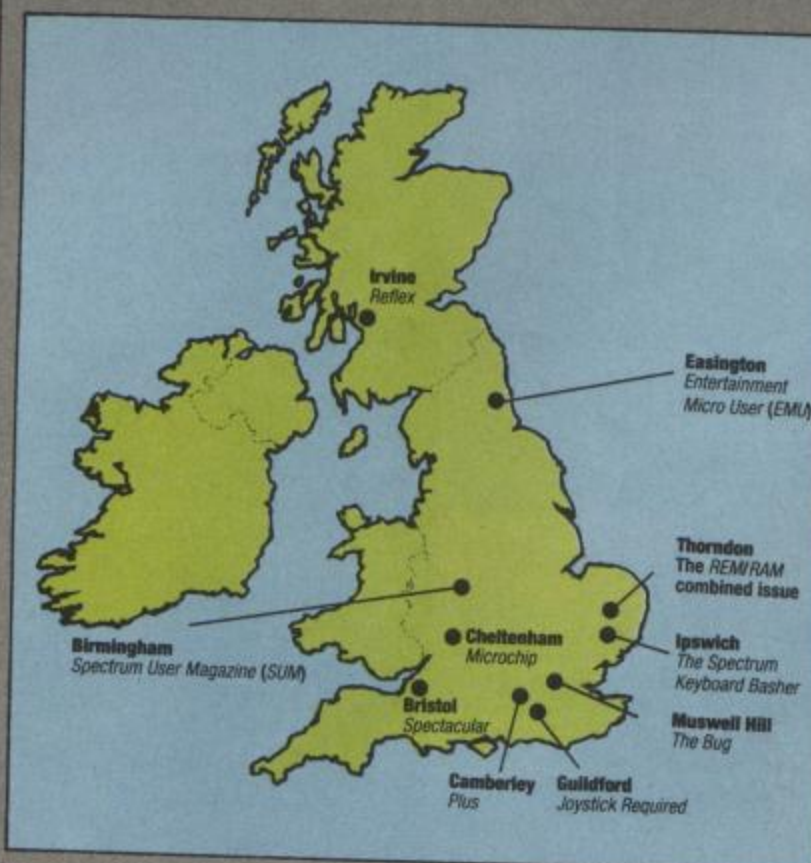 Irvine
Reflex
Easington
Entertainment
Micro User (EMU)
Thorndon
The REM/RAM
combined issue
Birmingham
Spectrum User Magazine (SUM)
Cheltenham
Microchip
Ipswich
The Spectrum
Keyboard Basher
Bristol
Spectacular
Muswell Hill
The Bug
Camberley
Plus
Guildford
Joystick Required